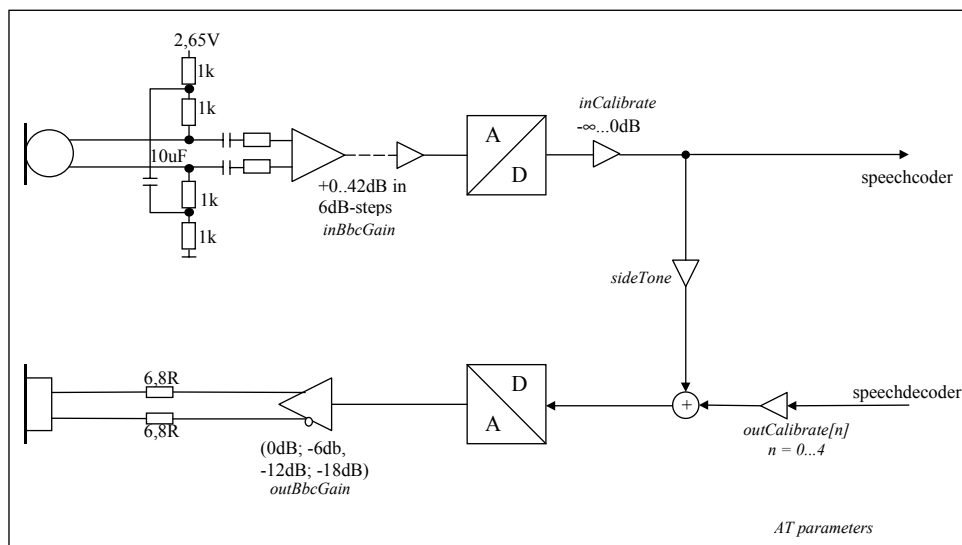 2,65V
1k
1k
10uF
1k
1k
+0..42dB in
6dB-steps
inBbcGain
A
D
inCalibrate
-∞...0dB
speechcoder
sideTone
6,8R
6,8R
(0dB; -6db,
-12dB; -18dB)
outBbcGain
D
A
+
speechdecoder
outCalibrate[n]
n = 0...4
AT parameters